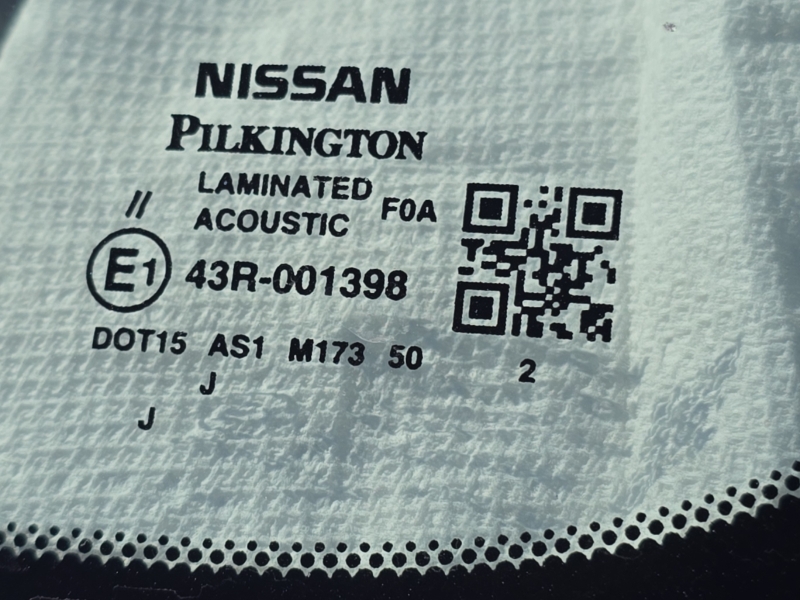 NISSAN
PILKINGTON
LAMINATED
ACOUSTIC
F0A
//
E1 43R-001398
DOT15 AS1 M173 50
2
J
J